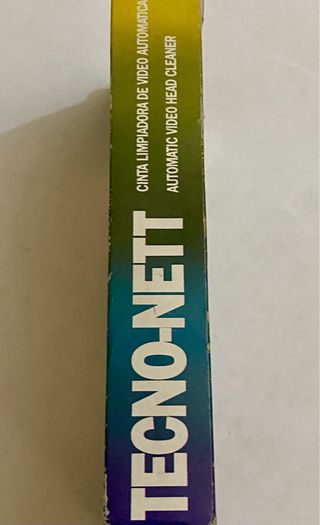 TECNO-NETT
CINTA LIMPIADORA DE VIDEO AUTOMATICA
AUTOMATIC VIDEO HEAD CLEANER